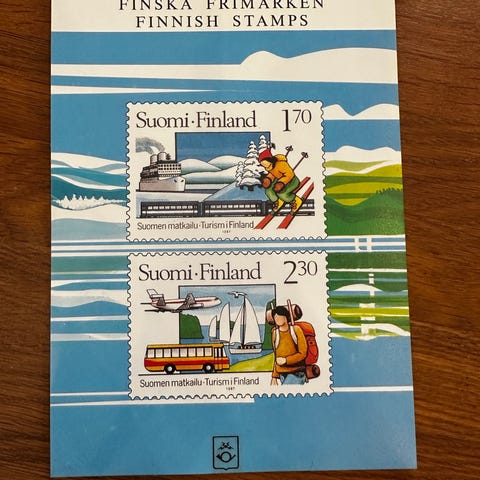 FINSKA FRIMÄRKEN
FINNISH STAMPS
Suomi·Finland
1,70
Suomen matkailu·Turism i Finland
1987
Suomi·Finland
2,30
Suomen matkailu·Turism i Finland
1987